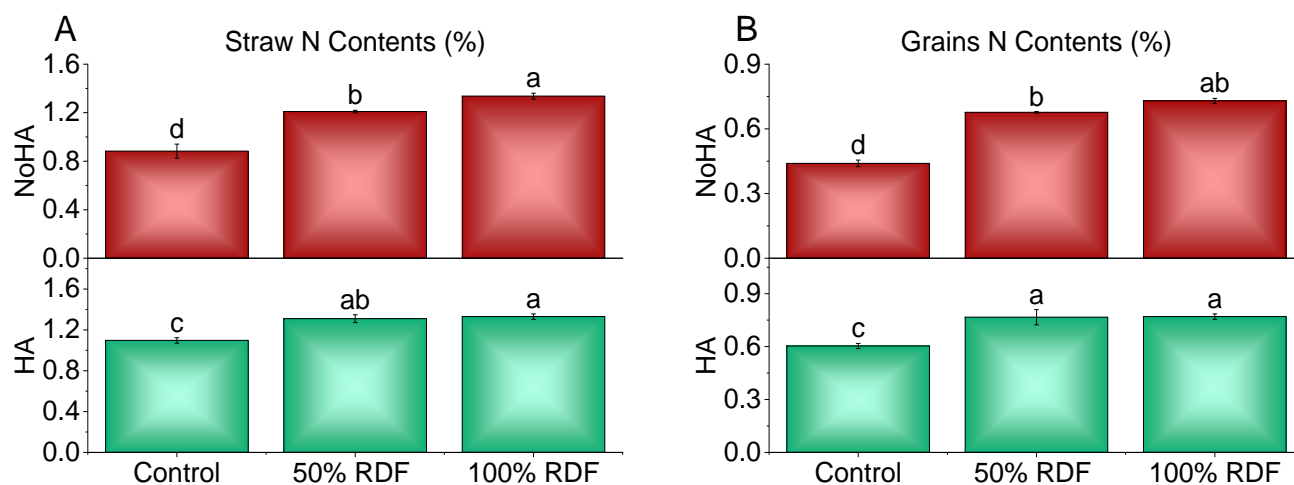 A
Straw N Contents (%)
1.6
1.2
0.8
0.4
0.0
NoHA
d
b
a
1.6
1.2
0.8
0.4
0.0
HA
c
ab
a
Control
50% RDF
100% RDF
B
Grains N Contents (%)
0.9
0.6
0.3
0.0
NoHA
d
b
ab
0.9
0.6
0.3
0.0
HA
c
a
a
Control
50% RDF
100% RDF